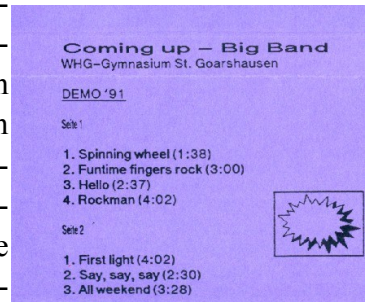 Coming up – Big Band
WHG–Gymnasium St. Goarshausen
DEMO '91
Seite 1
1. Spinning wheel (1:38)
2. Funtime fingers rock (3:00)
3. Hello (2:37)
4. Rockman (4:02)
Seite 2
1. First light (4:02)
2. Say, say, say (2:30)
3. All weekend (3:28)